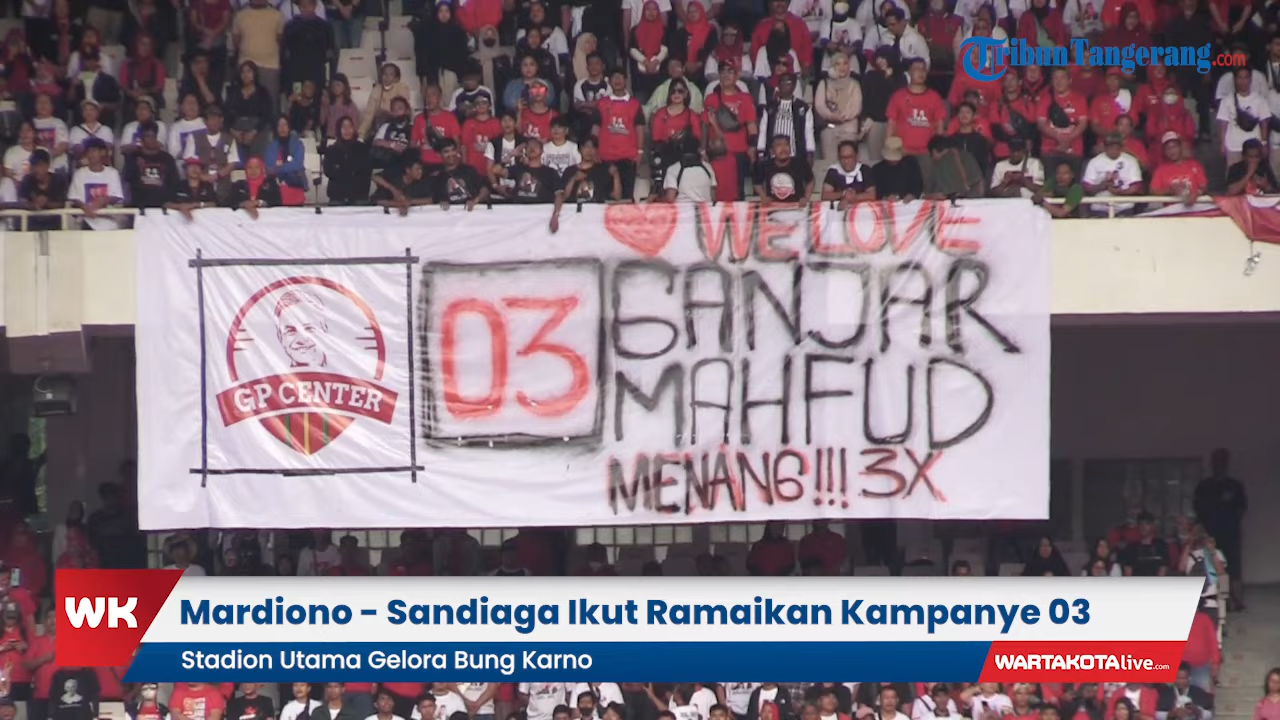 TribunTangerang.com
WE LOVE
GP CENTER
03
GANJAR
MAHFUD
MENANG!!! 3X
WK
Mardiono - Sandiaga Ikut Ramaikan Kampanye 03
Stadion Utama Gelora Bung Karno
WARTAKOTAlive.com